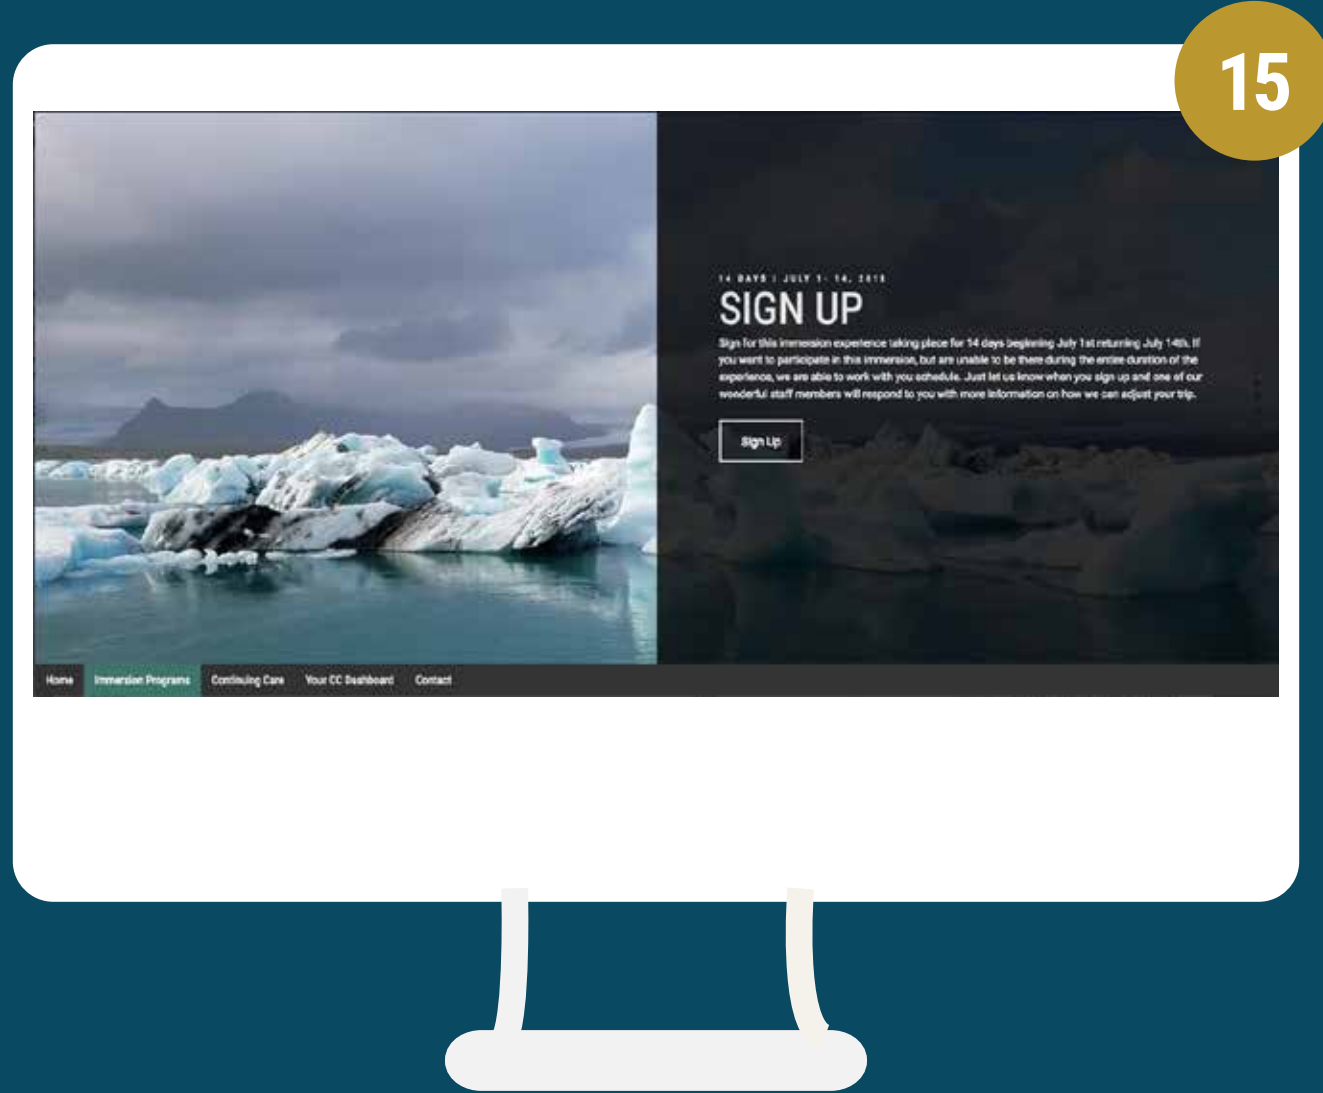 15
14 DAYS | JULY 1- 14, 2018
SIGN UP
Sign for this immersion experience taking place for 14 days beginning July 1st returning July 14th. If
you want to participate in this immersion, but are unable to be there during the entire duration of the
experience, we are able to work with you schedule. Just let us know when you sign up and one of our
wonderful staff members will respond to you with more information on how we can adjust your trip.
Sign Up
Home Immersion Programs Continuing Care Your CC Dashboard Contact